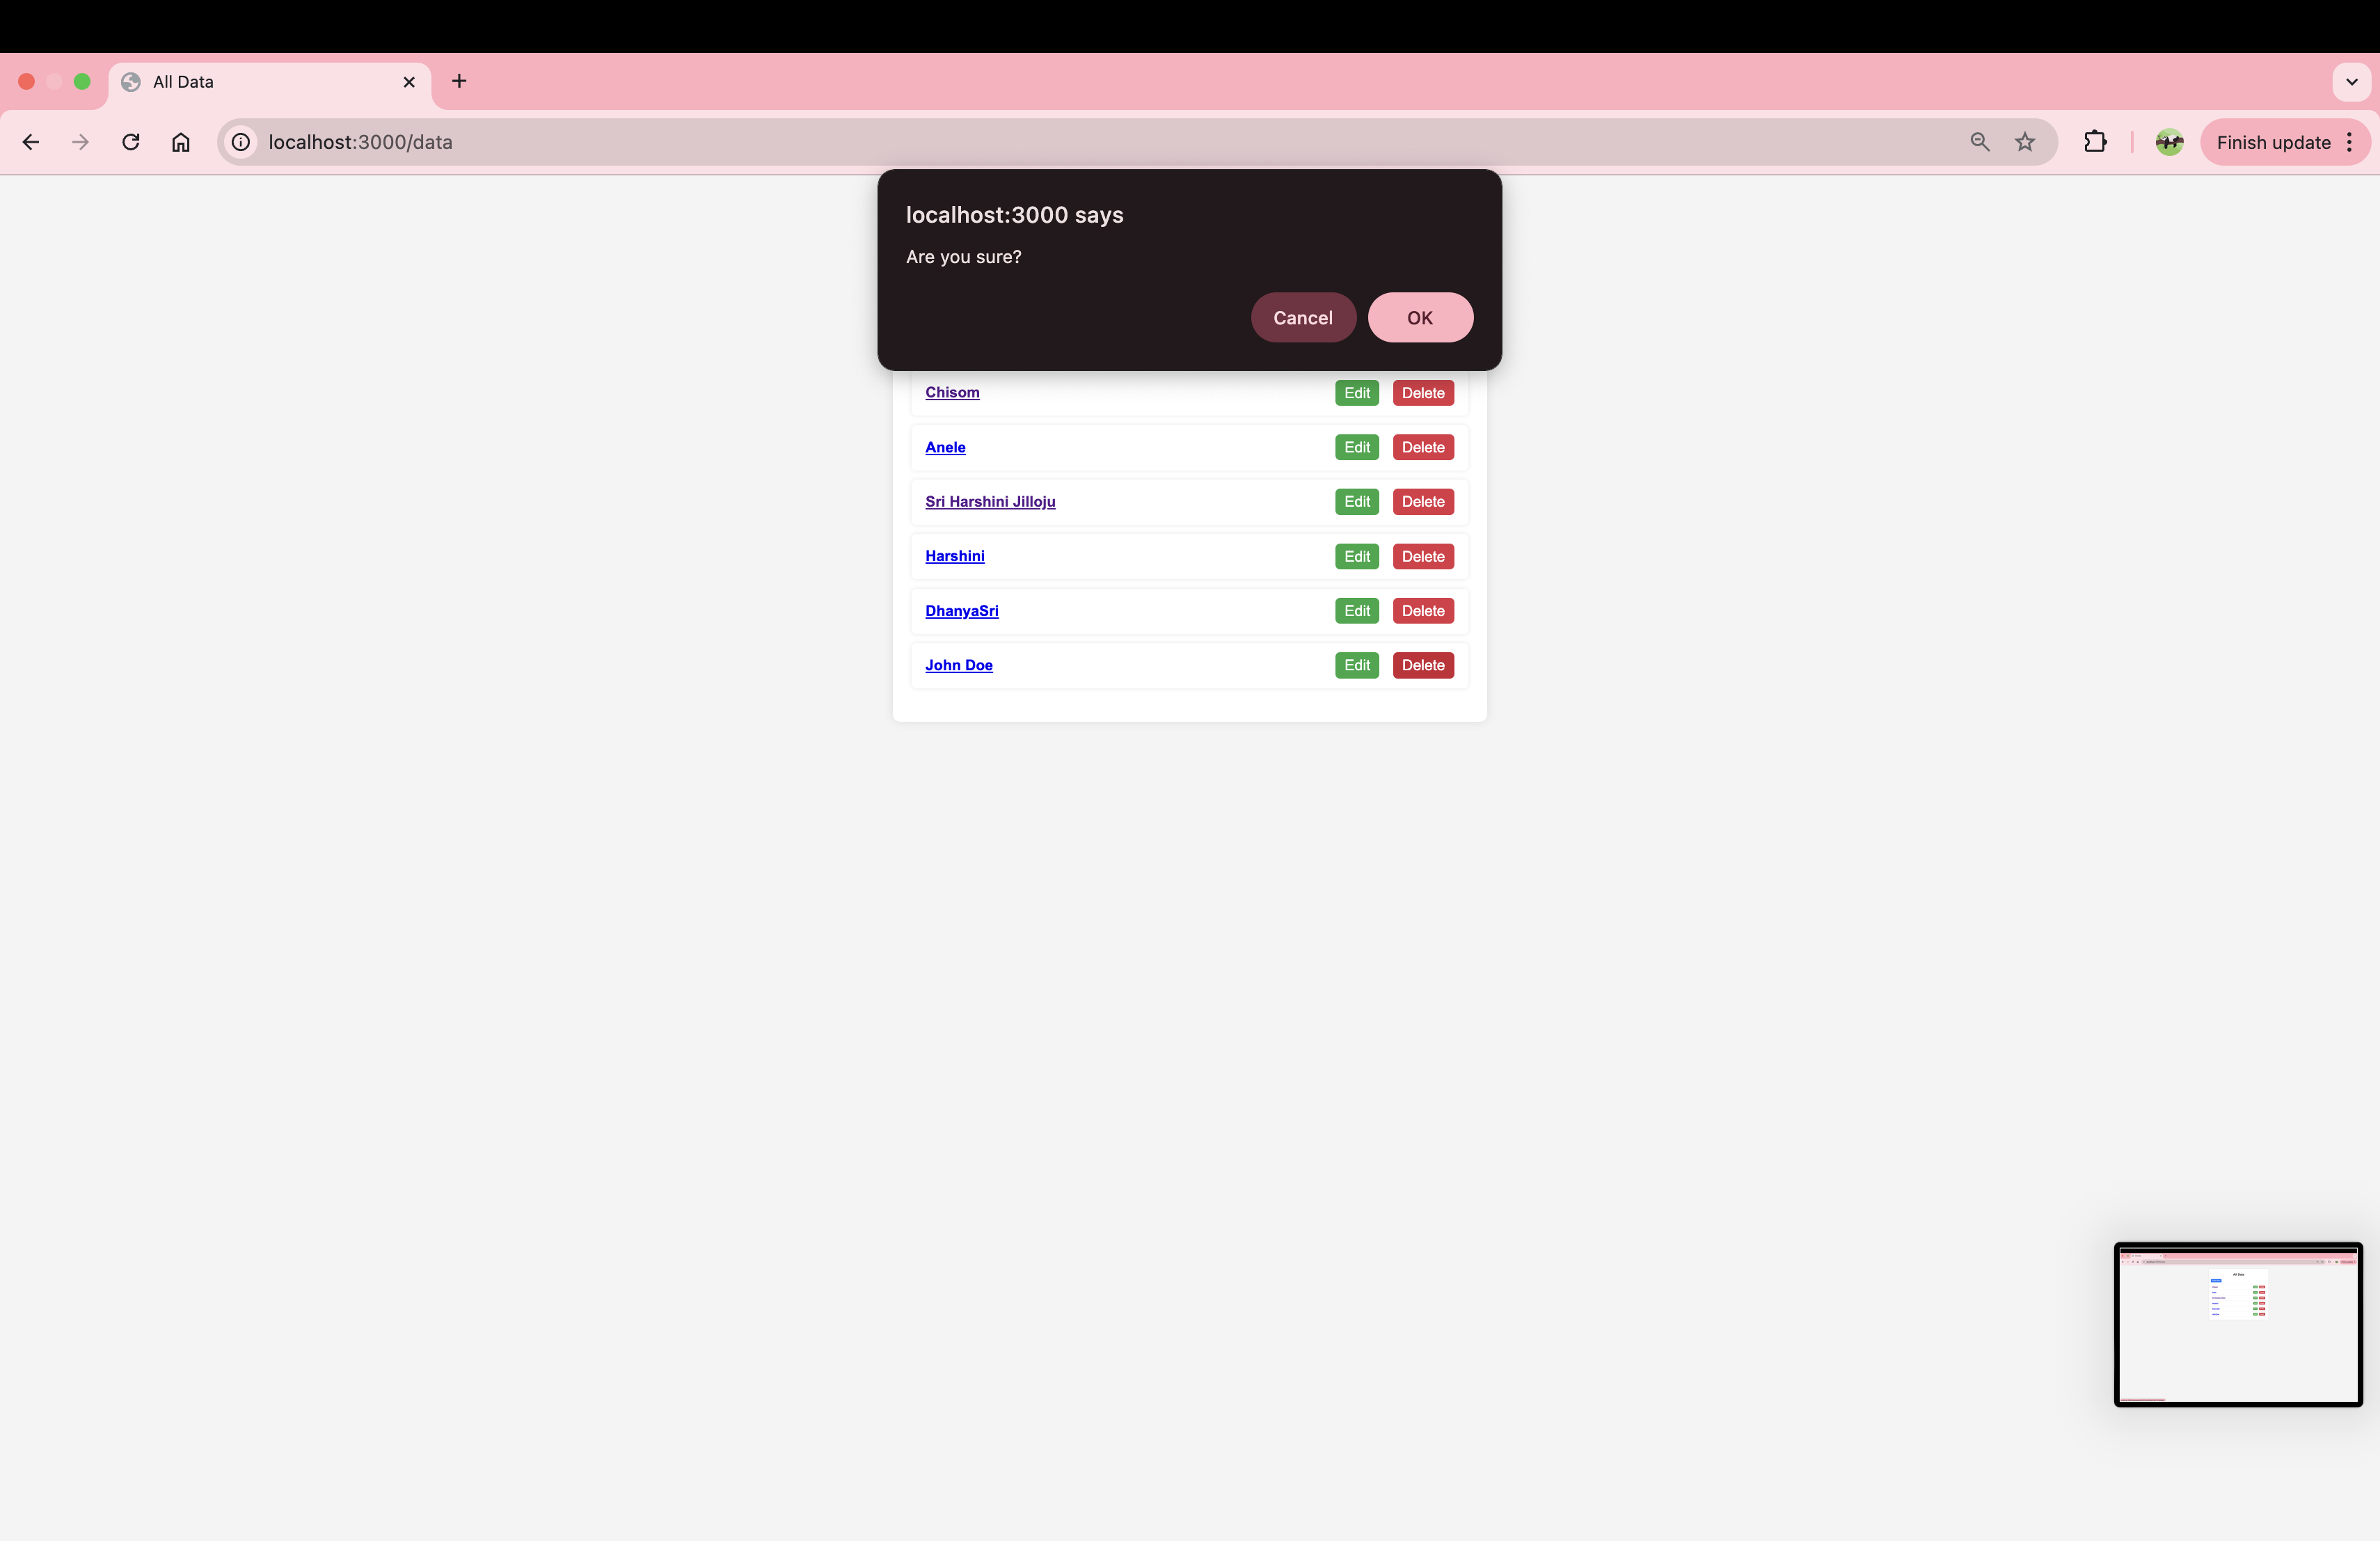 All Data
localhost:3000/data
Finish update
localhost:3000 says
Are you sure?
Cancel OK
Chisom Edit Delete
Anele Edit Delete
Sri Harshini Jilloju Edit Delete
Harshini Edit Delete
DhanyaSri Edit Delete
John Doe Edit Delete